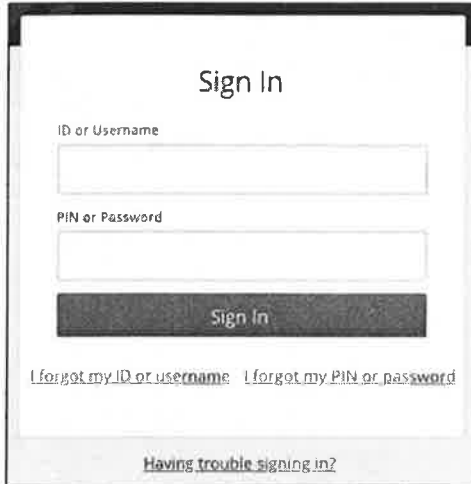 Sign In
ID or Username
PIN or Password
Sign In
I forgot my ID or username I forgot my PIN or password
Having trouble signing in?